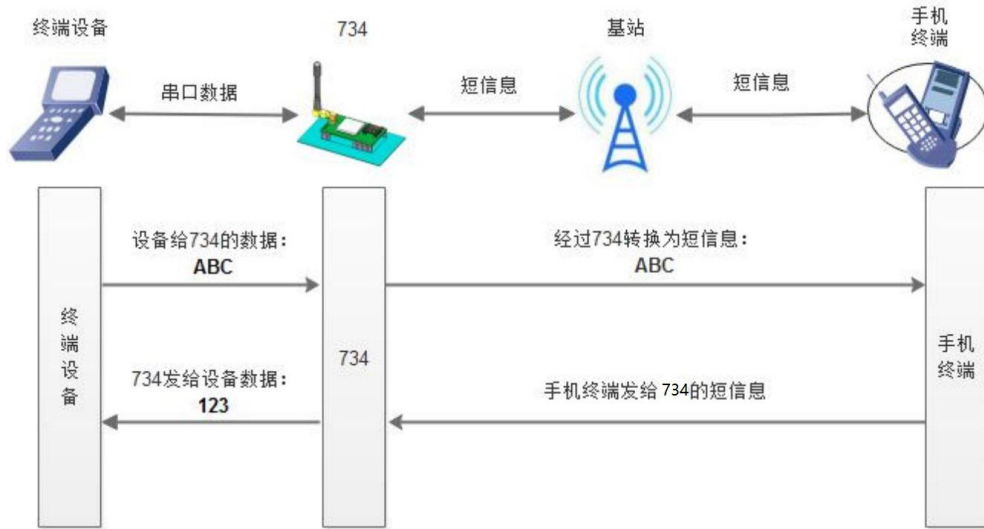 终端设备
734
基站
手机
终端
串口数据
短信息
短信息
设备给734的数据：
ABC
经过734转换为短信息：
ABC
终
端
设
备
734
手机
终端
734发给设备数据：
123
手机终端发给 734的短信息